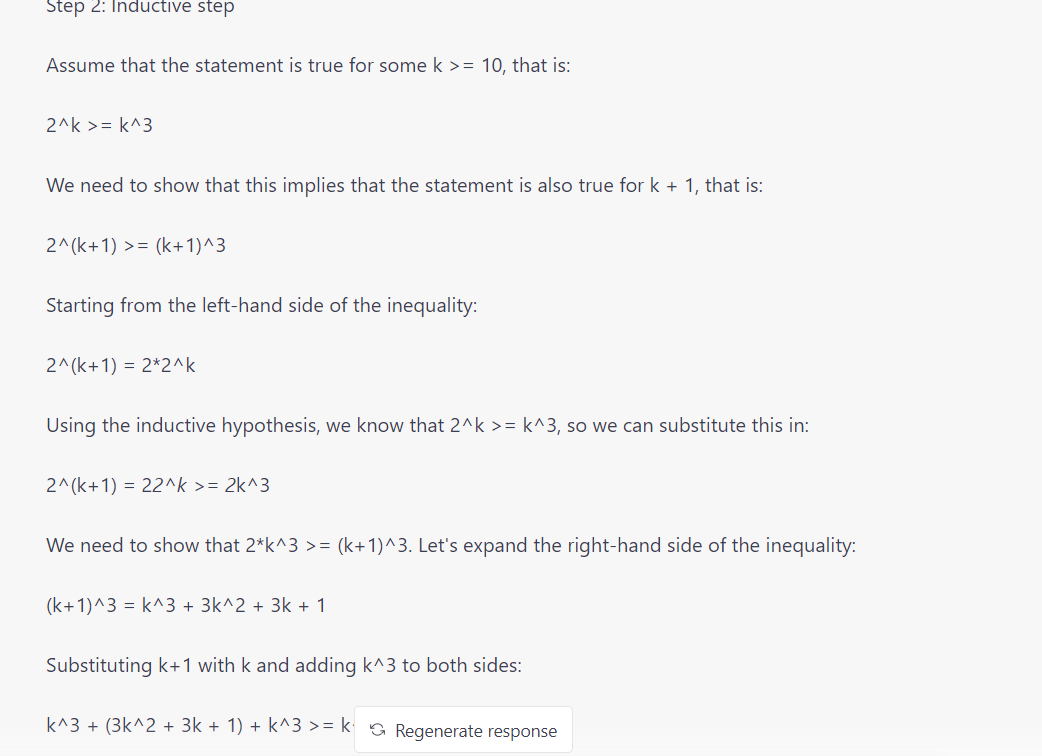 Step 2: Inductive step
Assume that the statement is true for some k >= 10, that is:
2^k >= k^3
We need to show that this implies that the statement is also true for k + 1, that is:
2^(k+1) >= (k+1)^3
Starting from the left-hand side of the inequality:
2^(k+1) = 2*2^k
Using the inductive hypothesis, we know that 2^k >= k^3, so we can substitute this in:
2^(k+1) = 22^k >= 2k^3
We need to show that 2*k^3 >= (k+1)^3. Let's expand the right-hand side of the inequality:
(k+1)^3 = k^3 + 3k^2 + 3k + 1
Substituting k+1 with k and adding k^3 to both sides:
k^3 + (3k^2 + 3k + 1) + k^3 >= k
Regenerate response